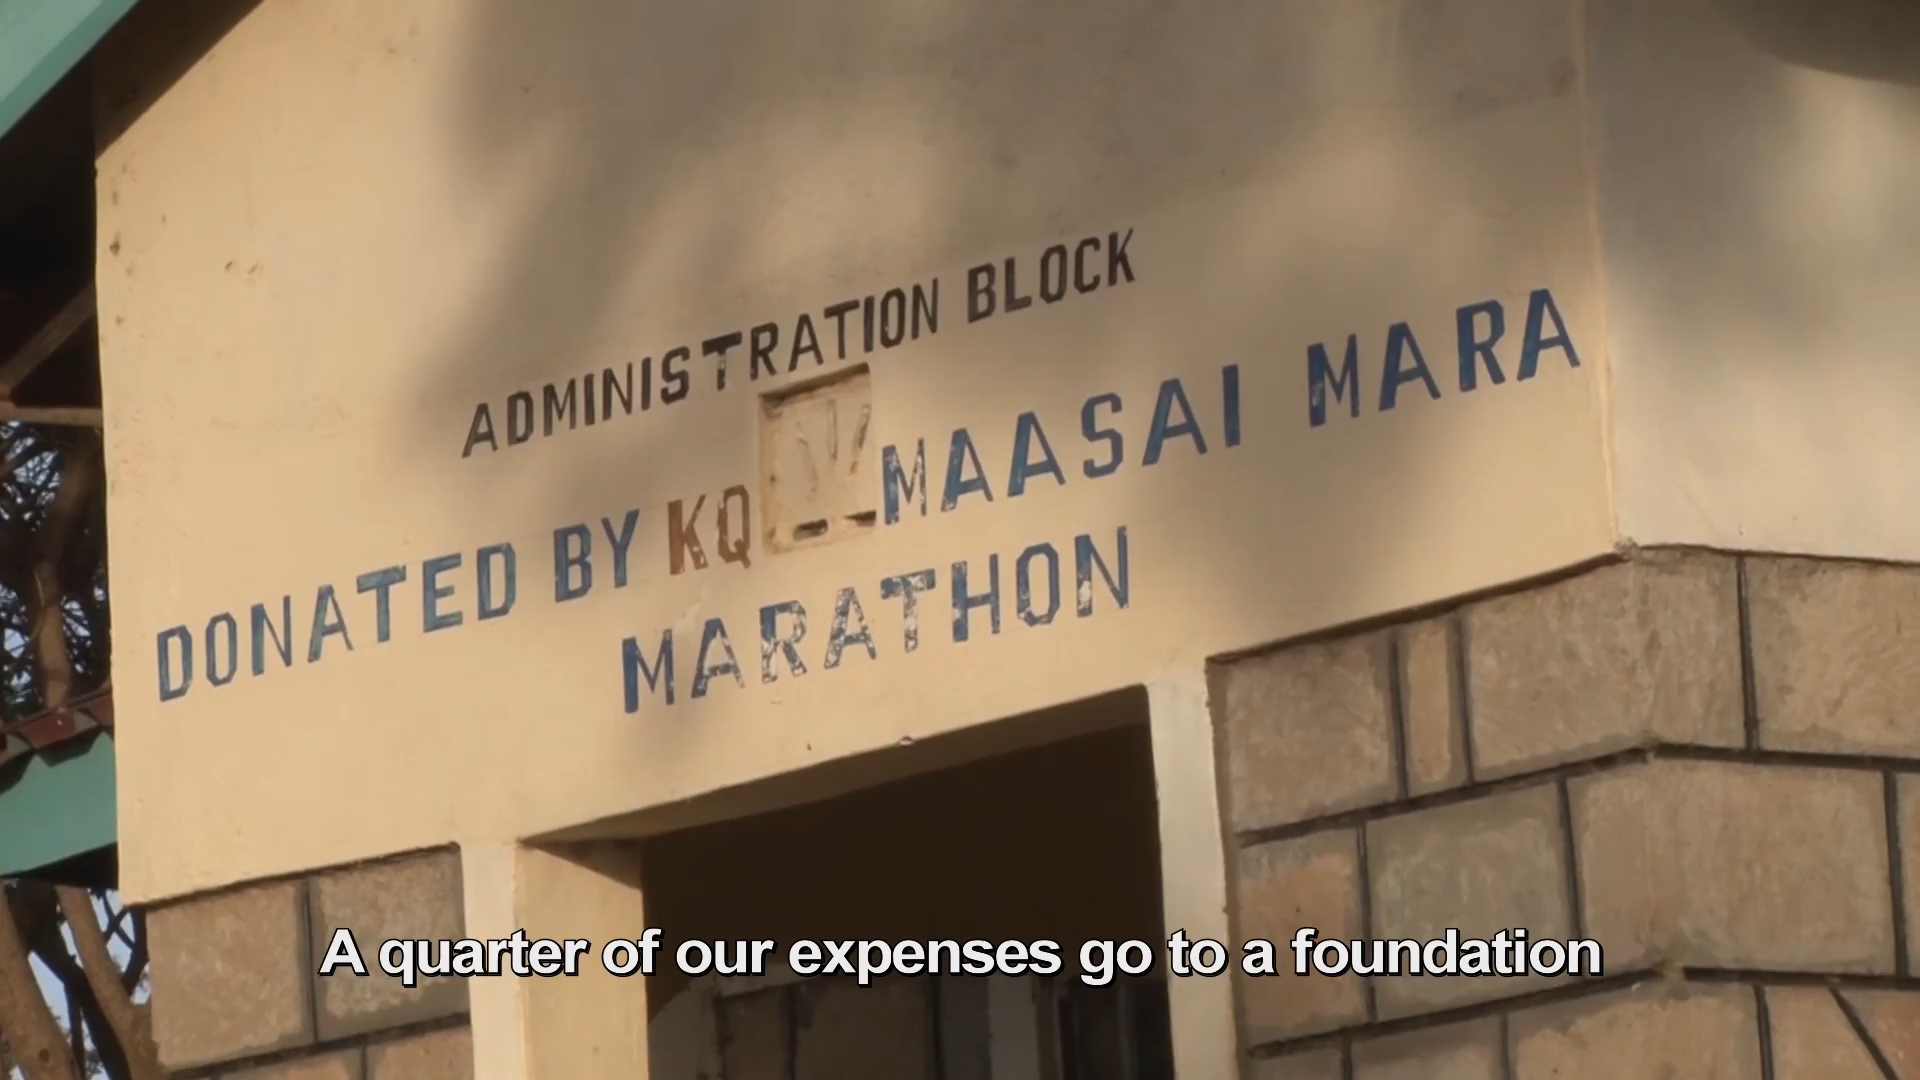 ADMINISTRATION BLOCK
DONATED BY KQ MAASAI MARA
MARATHON
A quarter of our expenses go to a foundation